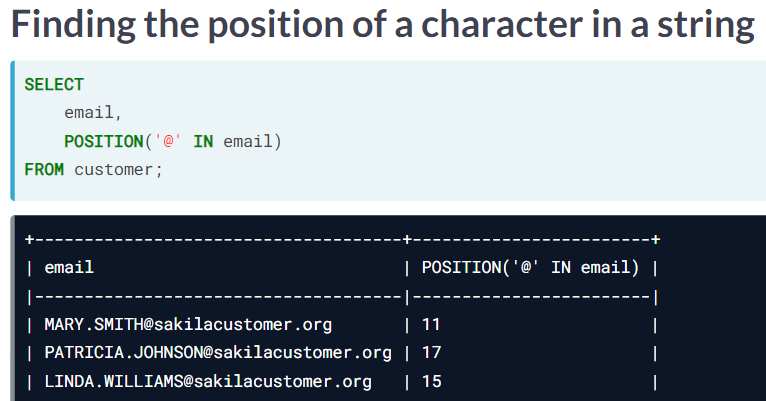 Finding the position of a character in a string
SELECT
    email,
    POSITION('@' IN email)
FROM customer;
+-------------------------------------+------------------------+
| email                               | POSITION('@' IN email) |
|-------------------------------------|------------------------|
| MARY.SMITH@sakilacustomer.org       | 11                     |
| PATRICIA.JOHNSON@sakilacustomer.org | 17                     |
| LINDA.WILLIAMS@sakilacustomer.org   | 15                     |